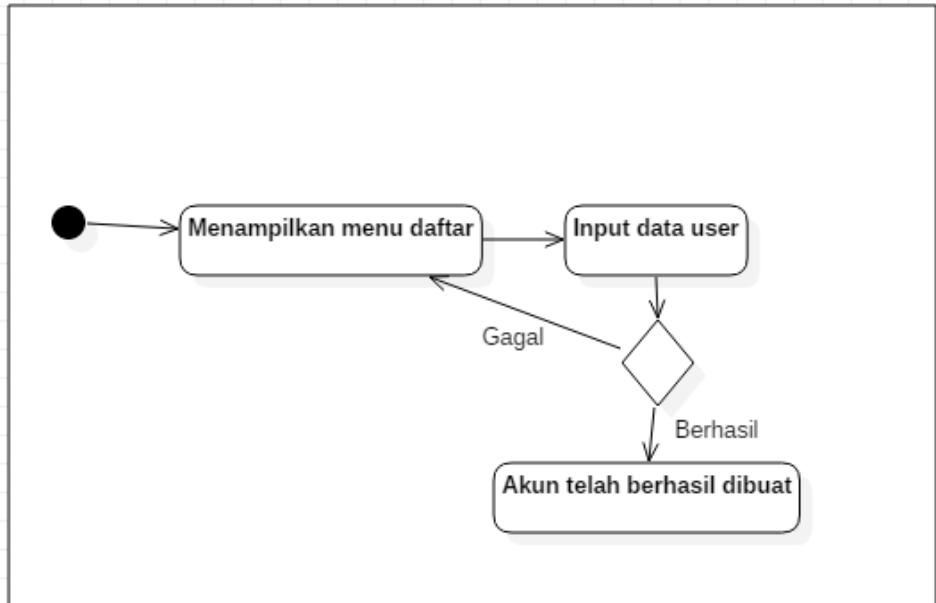 Menampilkan menu daftar
Input data user
Gagal
Berhasil
Akun telah berhasil dibuat